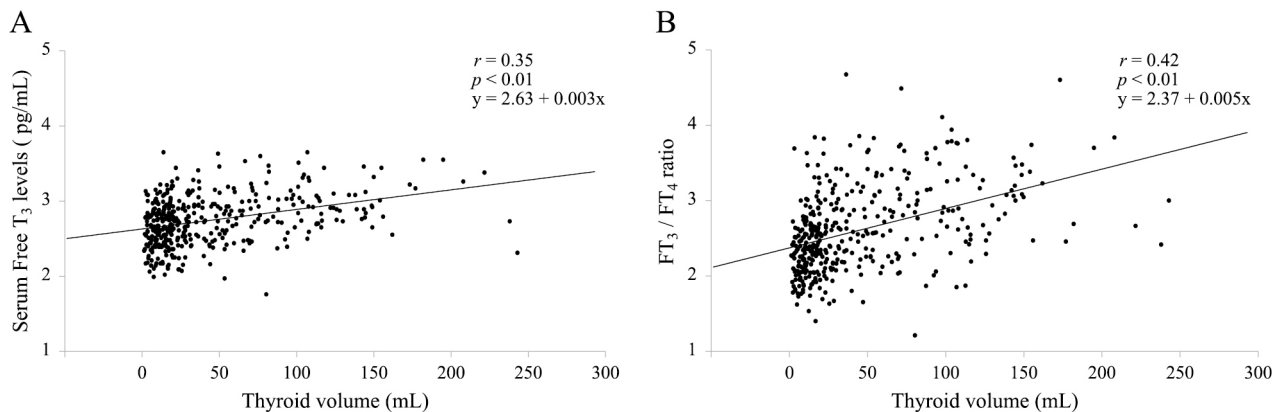 A
Serum Free T3 levels ( pg/mL)
5
4
3
2
1
r = 0.35
p < 0.01
y = 2.63 + 0.003x
0 50 100 150 200 250 300
Thyroid volume (mL)
B
FT3 / FT4 ratio
5
4
3
2
1
r = 0.42
p < 0.01
y = 2.37 + 0.005x
0 50 100 150 200 250 300
Thyroid volume (mL)